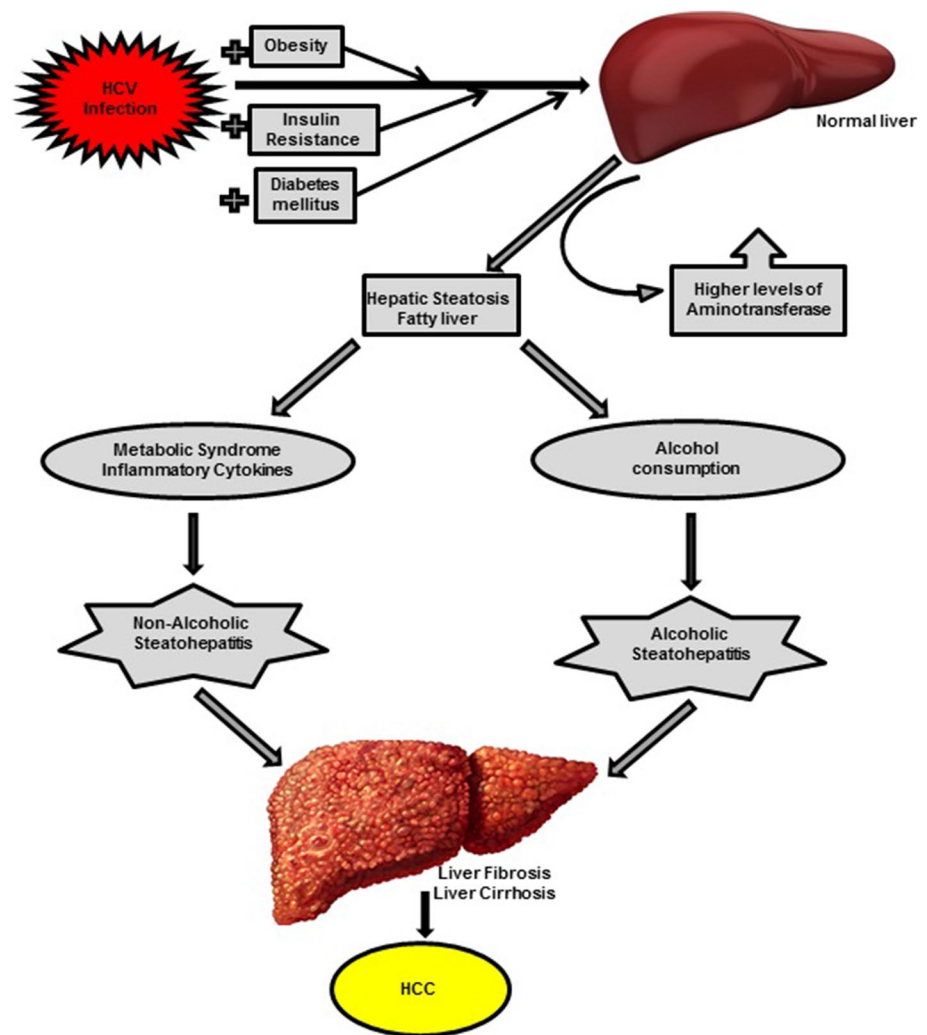 Obesity
HCV
Infection
Insulin
Resistance
Diabetes
mellitus
Normal liver
Higher levels of
Aminotransferase
Hepatic Steatosis
Fatty liver
Metabolic Syndrome
Inflammatory Cytokines
Alcohol
consumption
Non-Alcoholic
Steatohepatitis
Alcoholic
Steatohepatitis
Liver Fibrosis
Liver Cirrhosis
HCC